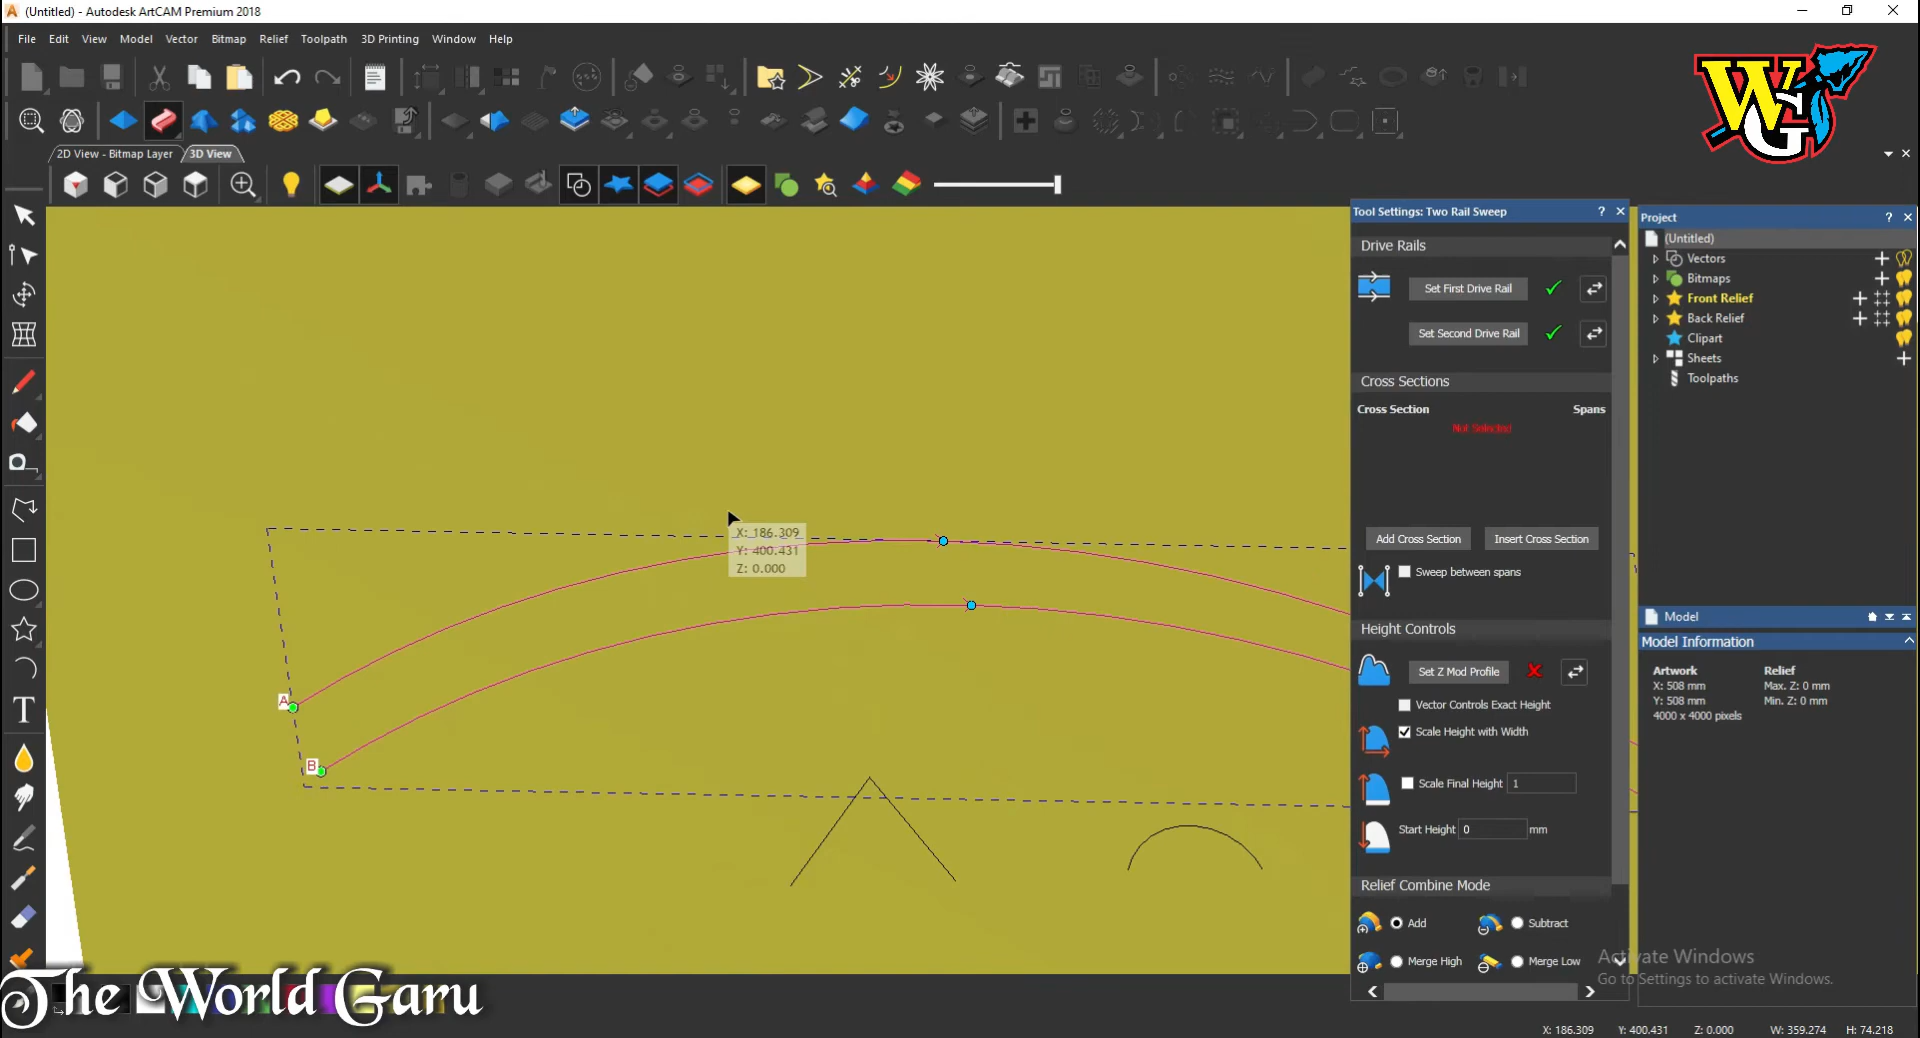 (Untitled) - Autodesk ArtCAM Premium 2018
File Edit View Model Vector Bitmap Relief Toolpath 3D Printing Window Help
WG
2D View - Bitmap Layer 3D View
Tool Settings: Two Rail Sweep ?
Drive Rails
Set First Drive Rail
Set Second Drive Rail
Cross Sections
Cross Section Spans
Not Selected
Add Cross Section Insert Cross Section
Sweep between spans
Height Controls
Set Z Mod Profile
Vector Controls Exact Height
Scale Height with Width
Scale Final Height 1
Start Height 0 mm
Relief Combine Mode
Add Subtract
Merge High Merge Low
Project ?
(Untitled)
Vectors
Bitmaps
Front Relief
Back Relief
Clipart
Sheets
Toolpaths
Model
Model Information
Artwork Relief
X: 508 mm Max. Z: 0 mm
Y: 508 mm Min. Z: 0 mm
4000 x 4000 pixels
X: 186.309
Y: 400.431
Z: 0.000
A
B
T
Activate Windows
Go to Settings to activate Windows.
The World Garu
X: 186.309 Y: 400.431 Z: 0.000 W: 359.274 H: 74.218